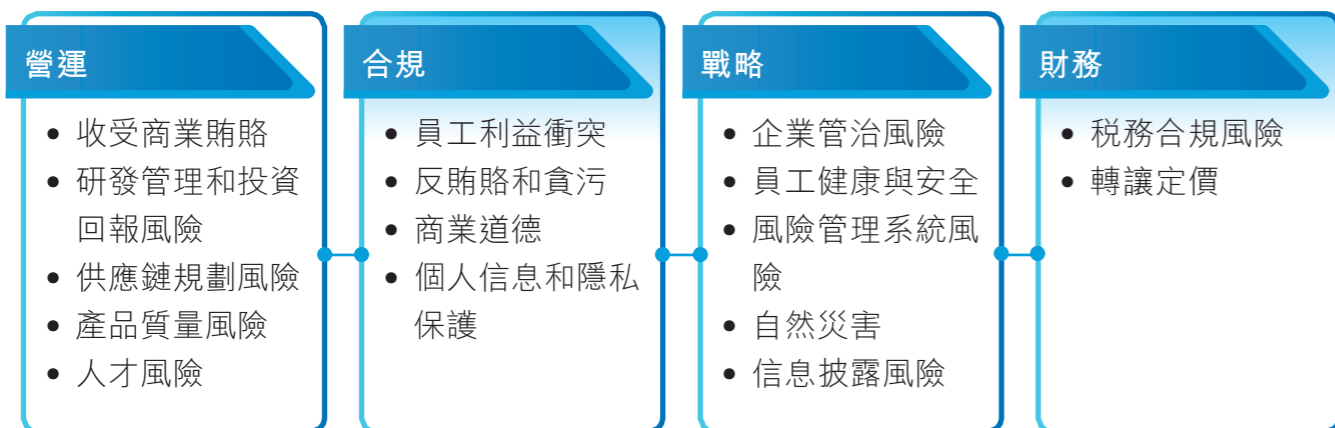 營運
• 收受商業賄賂
• 研發管理和投資
回報風險
• 供應鏈規劃風險
• 產品質量風險
• 人才風險
合規
• 員工利益衝突
• 反賄賂和貪污
• 商業道德
• 個人信息和隱私
保護
戰略
• 企業管治風險
• 員工健康與安全
• 風險管理系統風
險
• 自然災害
• 信息披露風險
財務
• 税務合規風險
• 轉讓定價